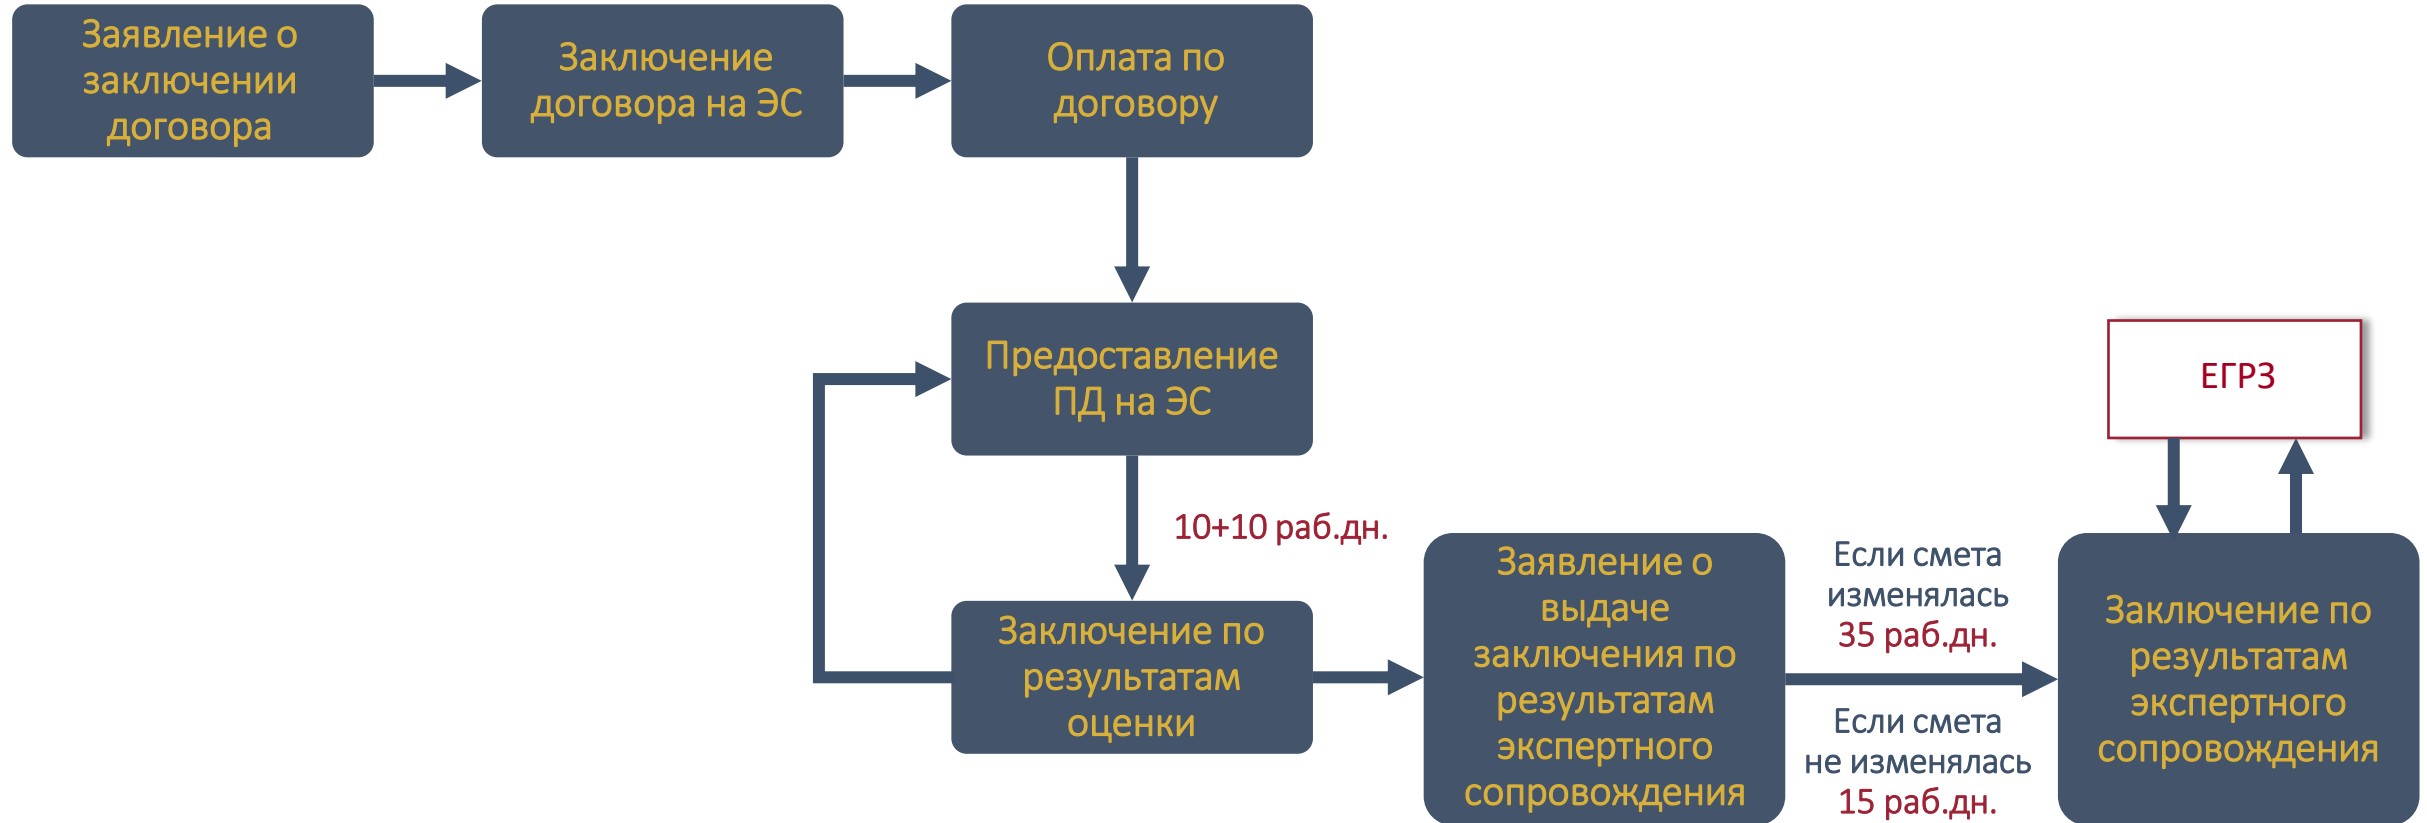 Заявление о
заключении
договора
Заключение
договора на ЭС
Оплата по
договору
Предоставление
ПД на ЭС
10+10 раб.дн.
Заключение по
результатам
оценки
Заявление о
выдаче
заключения по
результатам
экспертного
сопровождения
Если смета
изменялась
35 раб.дн.
Если смета
не изменялась
15 раб.дн.
ЕГРЗ
Заключение по
результатам
экспертного
сопровождения